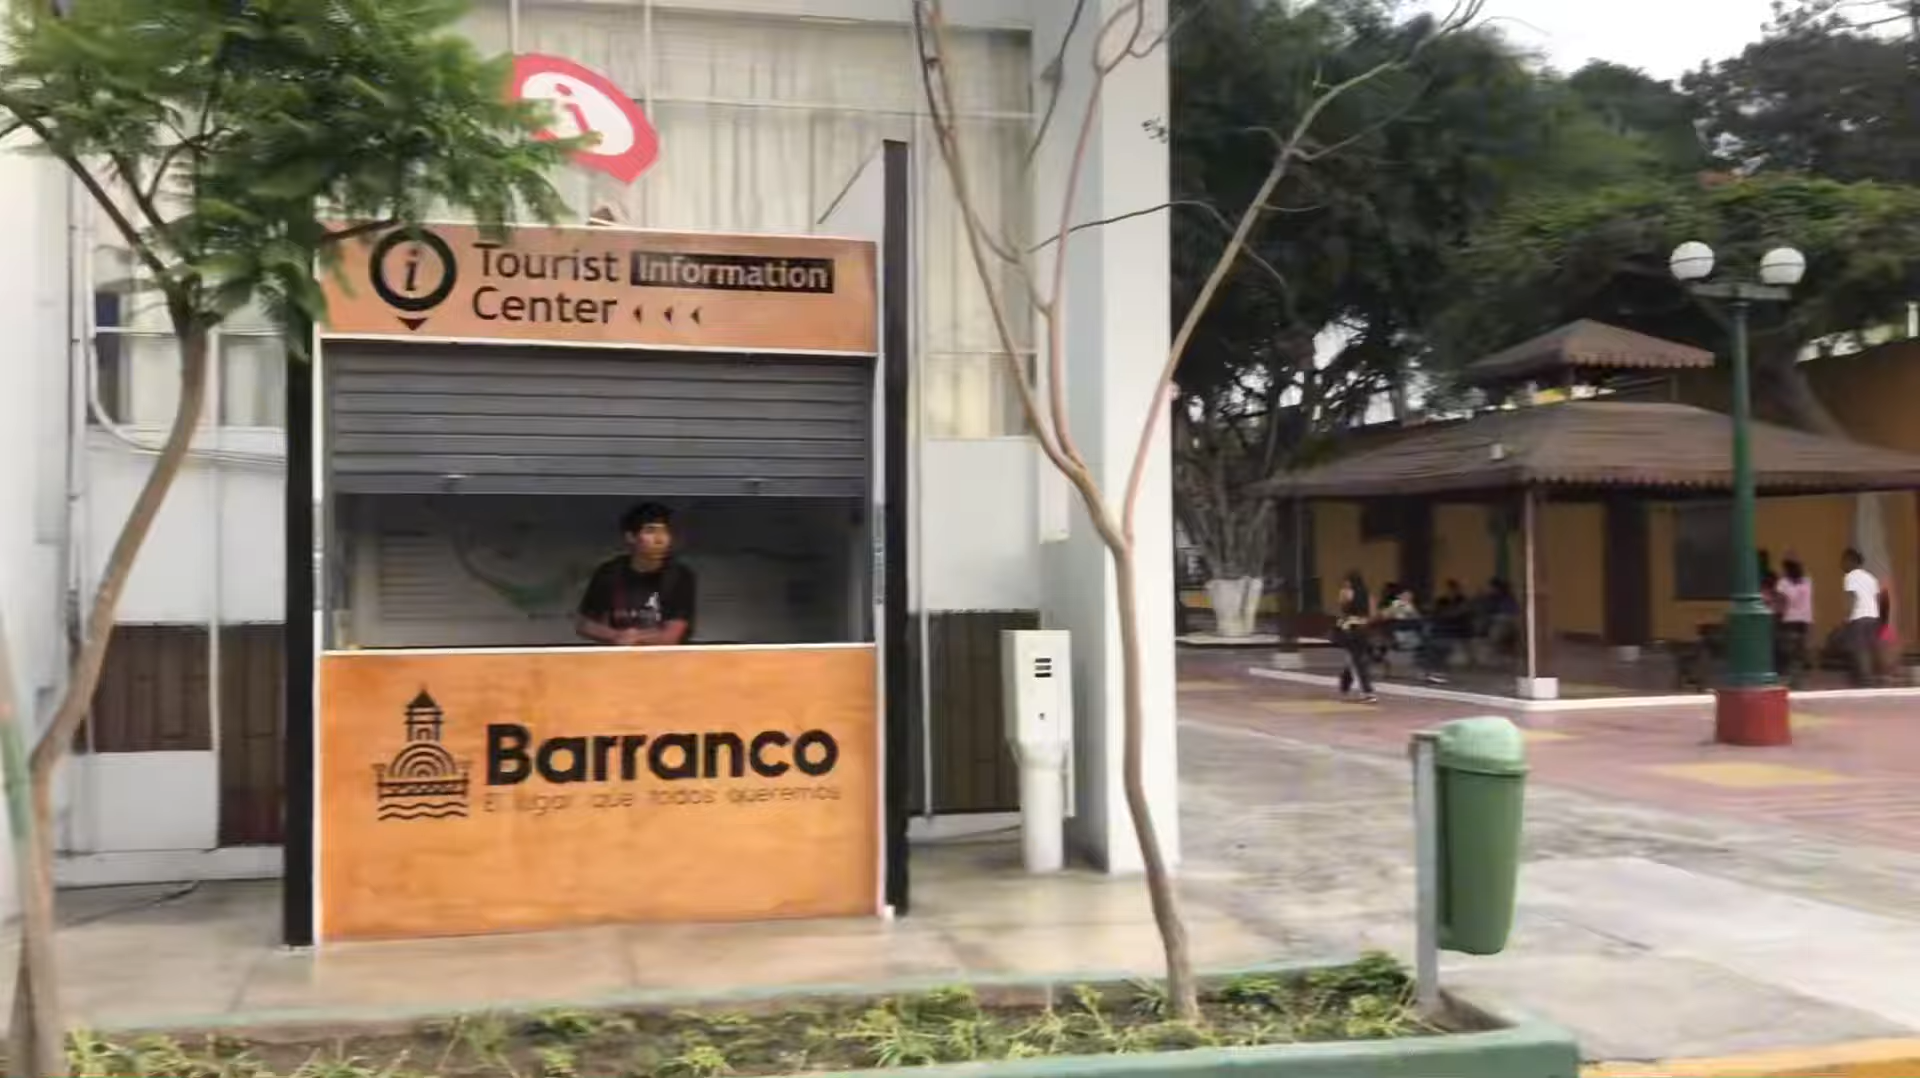 i
i Tourist Information
Center
Barranco
El lugar que todos queremos